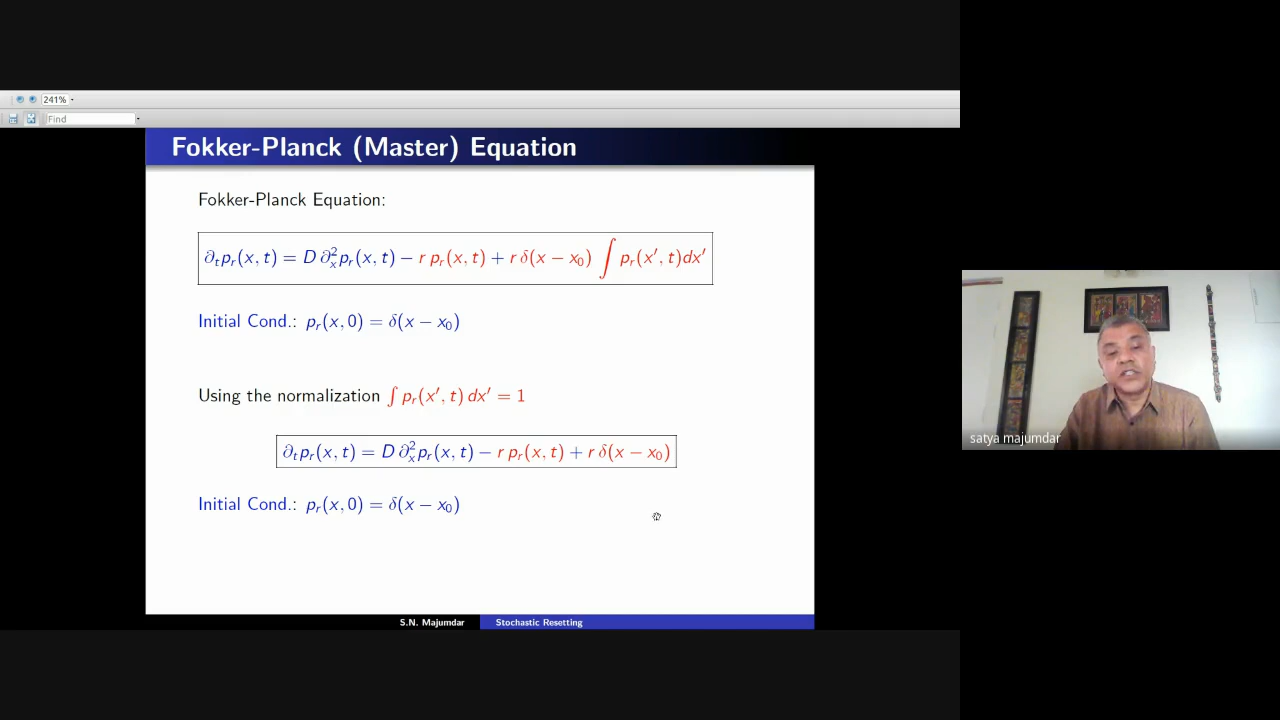 241%
Find
Fokker-Planck (Master) Equation
Fokker-Planck Equation:
∂ₜpᵣ(x, t) = D ∂ₓ²pᵣ(x, t) − r pᵣ(x, t) + r δ(x − x₀) ∫ pᵣ(x′, t)dx′
Initial Cond.: pᵣ(x, 0) = δ(x − x₀)
Using the normalization ∫ pᵣ(x′, t) dx′ = 1
∂ₜpᵣ(x, t) = D ∂ₓ²pᵣ(x, t) − r pᵣ(x, t) + r δ(x − x₀)
Initial Cond.: pᵣ(x, 0) = δ(x − x₀)
satya majumdar
S.N. Majumdar Stochastic Resetting